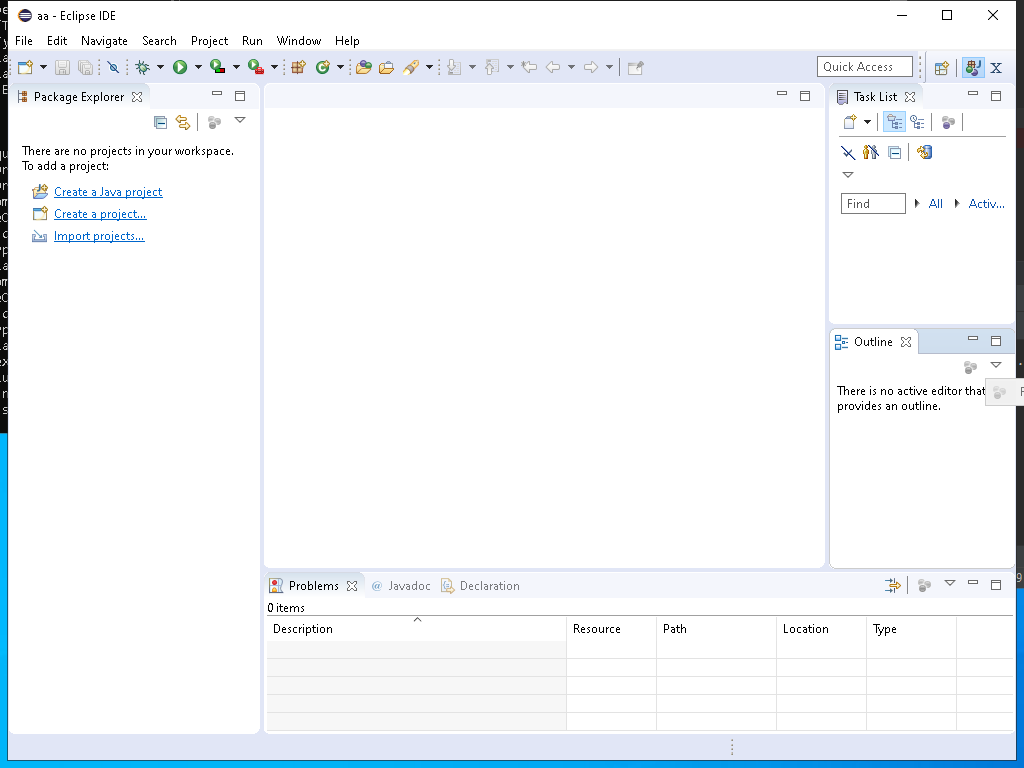 aa - Eclipse IDE
File Edit Navigate Search Project Run Window Help
Quick Access
Package Explorer
There are no projects in your workspace.
To add a project:
Create a Java project
Create a project...
Import projects...
Task List
Find All Activ...
Outline
There is no active editor that
provides an outline.
Problems @ Javadoc Declaration
0 items
Description Resource Path Location Type